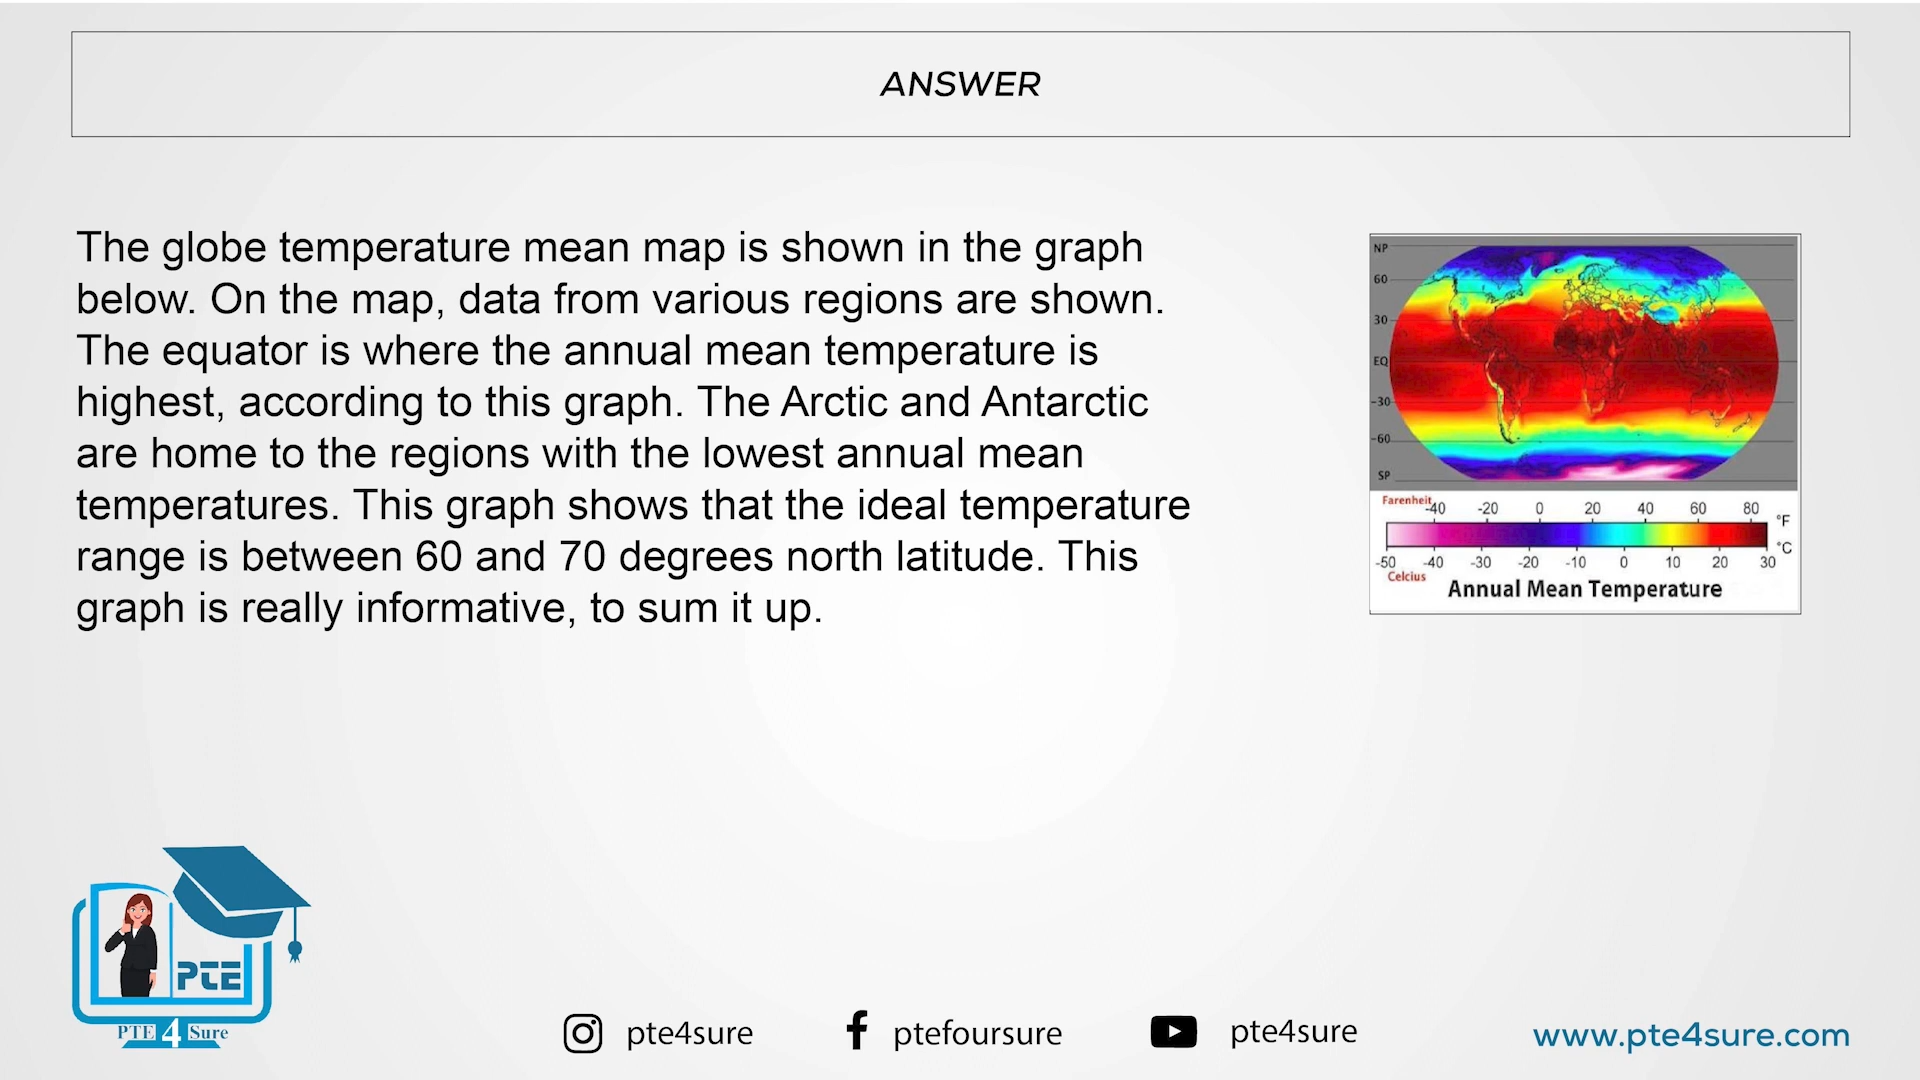 ANSWER
The globe temperature mean map is shown in the graph
below. On the map, data from various regions are shown.
The equator is where the annual mean temperature is
highest, according to this graph. The Arctic and Antarctic
are home to the regions with the lowest annual mean
temperatures. This graph shows that the ideal temperature
range is between 60 and 70 degrees north latitude. This
graph is really informative, to sum it up.
NP
60
30
EQ
-30
-60
SP
Farenheit
-40 -20 0 20 40 60 80 °F
-50 -40 -30 -20 -10 0 10 20 30 °C
Celcius
Annual Mean Temperature
PTE
PTE 4 Sure
pte4sure
ptefoursure
pte4sure
www.pte4sure.com